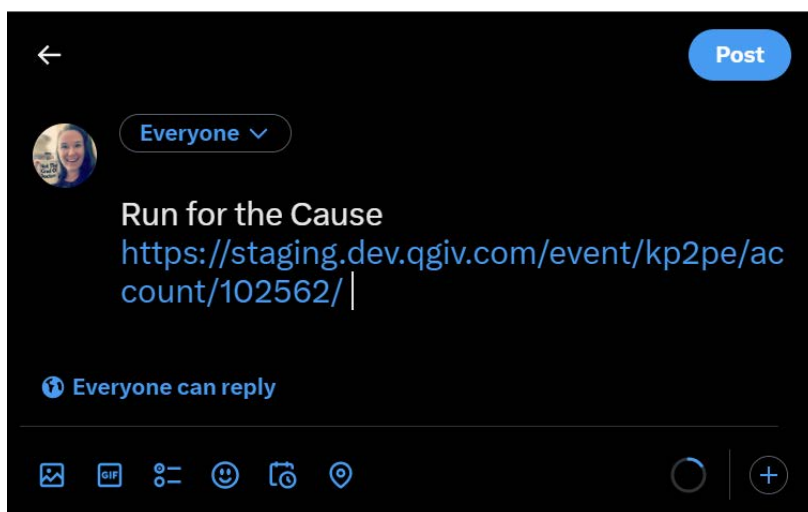 Post
Everyone
Run for the Cause
https://staging.dev.qgiv.com/event/kp2pe/ac
count/102562/
Everyone can reply
GIF